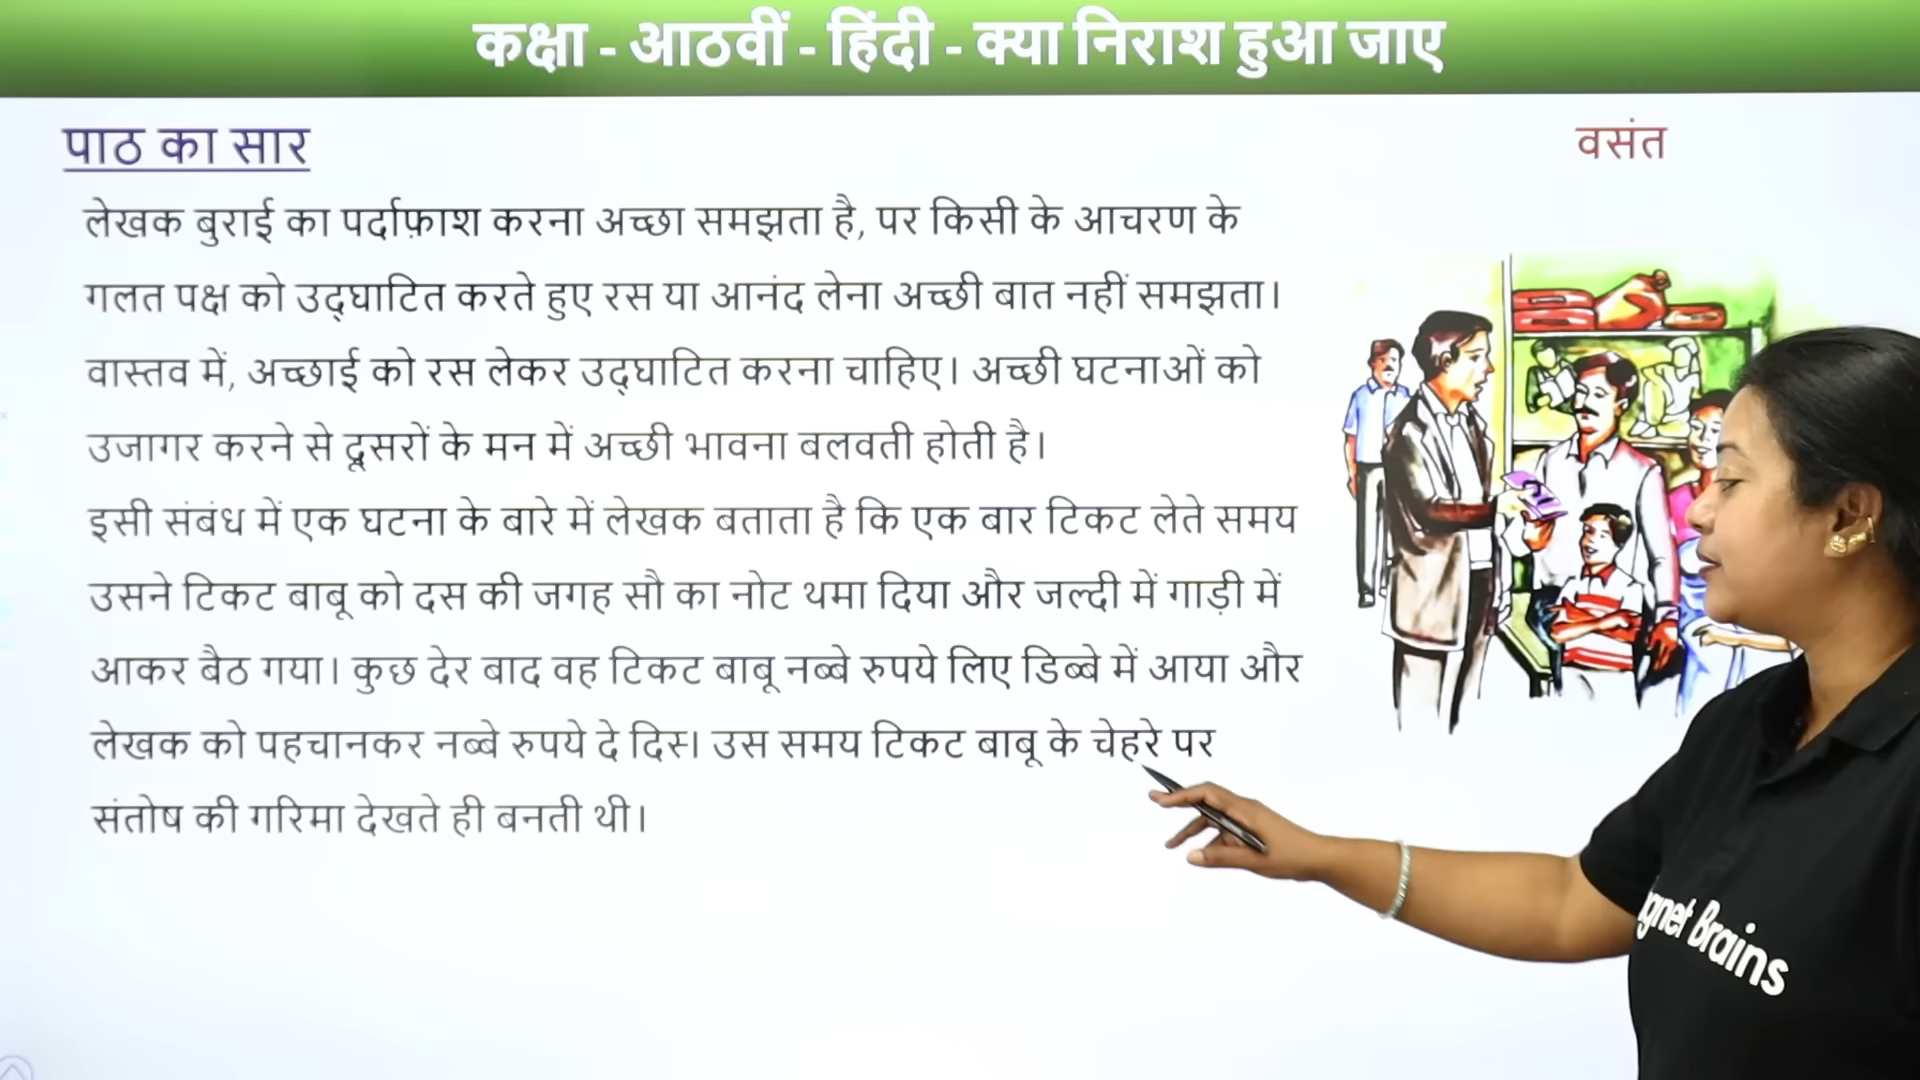 कक्षा - आठवीं - हिंदी - क्या निराश हुआ जाए
पाठ का सार
वसंत
लेखक बुराई का पर्दाफ़ाश करना अच्छा समझता है, पर किसी के आचरण के
गलत पक्ष को उद्घाटित करते हुए रस या आनंद लेना अच्छी बात नहीं समझता।
वास्तव में, अच्छाई को रस लेकर उद्घाटित करना चाहिए। अच्छी घटनाओं को
उजागर करने से दूसरों के मन में अच्छी भावना बलवती होती है।
इसी संबंध में एक घटना के बारे में लेखक बताता है कि एक बार टिकट लेते समय
उसने टिकट बाबू को दस की जगह सौ का नोट थमा दिया और जल्दी में गाड़ी में
आकर बैठ गया। कुछ देर बाद वह टिकट बाबू नब्बे रुपये लिए डिब्बे में आया और
लेखक को पहचानकर नब्बे रुपये दे दिस। उस समय टिकट बाबू के चेहरे पर
संतोष की गरिमा देखते ही बनती थी।
gnet Brains